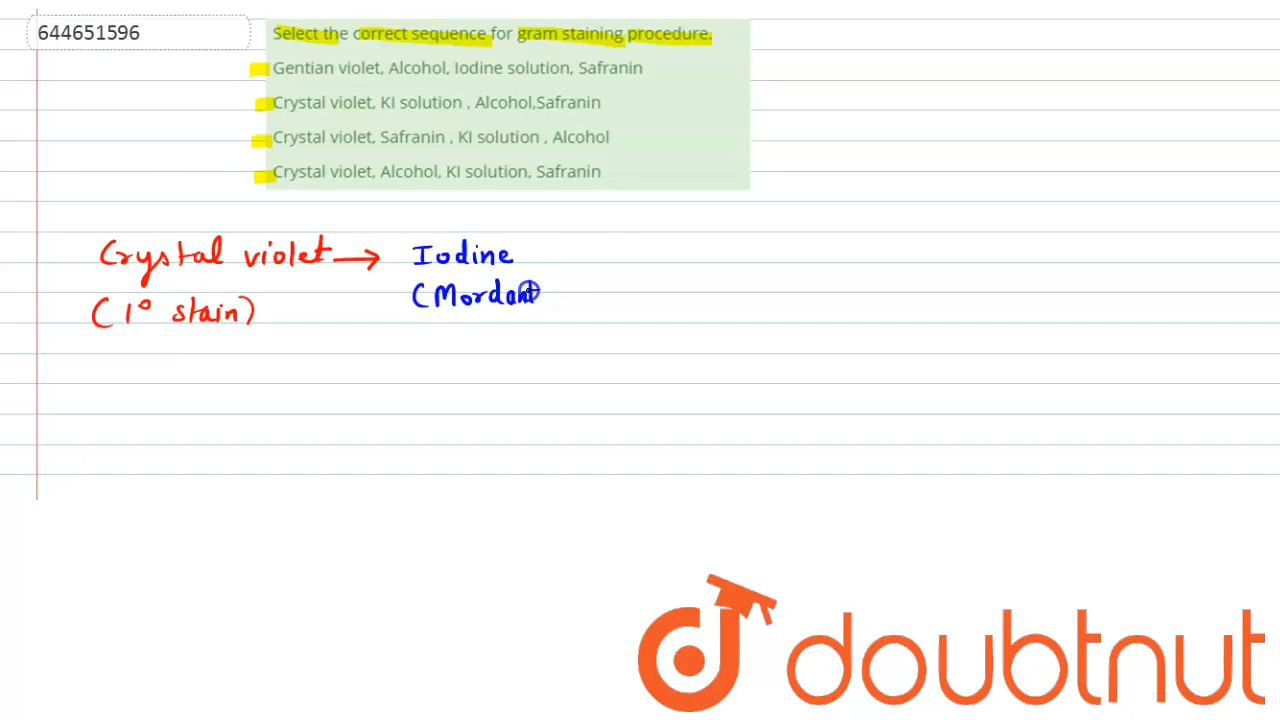 644651596
Select the correct sequence for gram staining procedure.
Gentian violet, Alcohol, Iodine solution, Safranin
Crystal violet, KI solution , Alcohol,Safranin
Crystal violet, Safranin , KI solution , Alcohol
Crystal violet, Alcohol, KI solution, Safranin
Crystal violet → Iodine
(1° stain) (Mordant
doubtnut